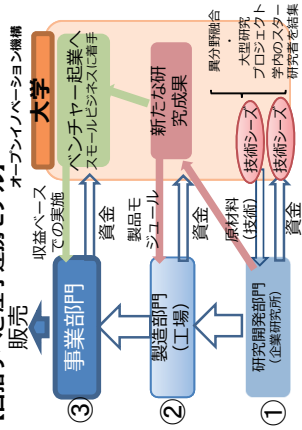 オープンイノベーション機構
大学
販売
③
事業部門
収益ベース
での実施
資金
ベンチャー起業へ
スモールビジネスに着手
②
製造部門
(工場)
製品モ
ジュール
資金
新たな研
究成果
①
研究開発部門
(企業研究所)
原材料
(技術)
資金
技術シーズ
技術シーズ
異分野融合
・
大型研究
プロジェクト
学内のスター
研究者を結集